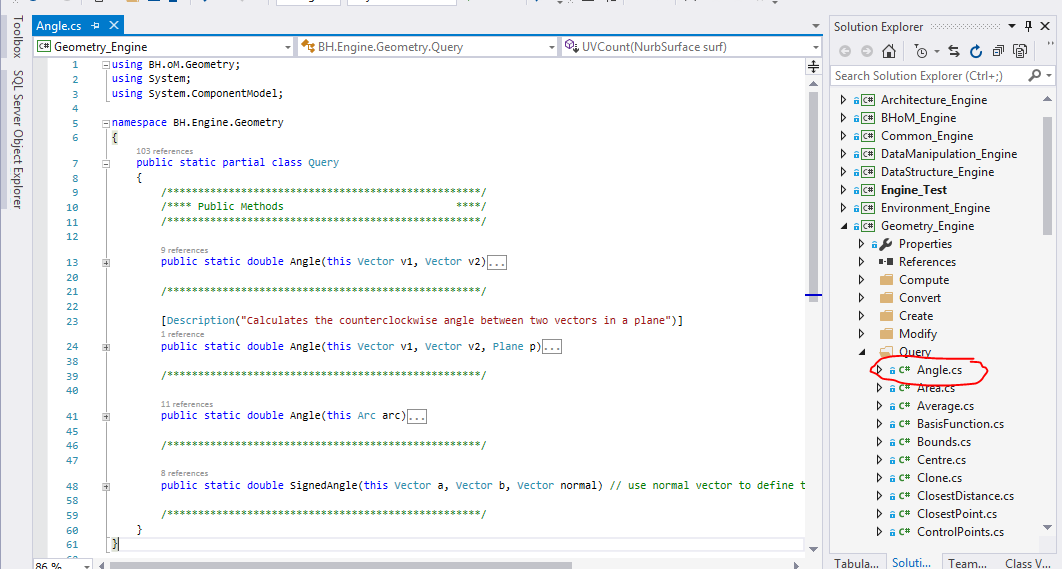 Angle.cs
Geometry_Engine
BH.Engine.Geometry.Query
UVCount(NurbSurface surf)
Toolbox
SQL Server Object Explorer
1 using BH.oM.Geometry;
2 using System;
3 using System.ComponentModel;
4
5 namespace BH.Engine.Geometry
6 {
103 references
7 public static partial class Query
8 {
9 /***************************************************/
10 /**** Public Methods ****/
11 /***************************************************/
12
9 references
13 public static double Angle(this Vector v1, Vector v2)...
20
21 /***************************************************/
22
23 [Description("Calculates the counterclockwise angle between two vectors in a plane")]
1 reference
24 public static double Angle(this Vector v1, Vector v2, Plane p)...
38
39 /***************************************************/
40
11 references
41 public static double Angle(this Arc arc)...
45
46 /***************************************************/
47
8 references
48 public static double SignedAngle(this Vector a, Vector b, Vector normal) // use normal vector to define t
58
59 /***************************************************/
60 }
61 }
86 %
Solution Explorer
Search Solution Explorer (Ctrl+;)
C# Architecture_Engine
C# BHoM_Engine
C# Common_Engine
C# DataManipulation_Engine
C# DataStructure_Engine
C# Engine_Test
C# Environment_Engine
C# Geometry_Engine
Properties
References
Compute
Convert
Create
Modify
Query
C# Angle.cs
C# Area.cs
C# Average.cs
C# BasisFunction.cs
C# Bounds.cs
C# Centre.cs
C# Clone.cs
C# ClosestDistance.cs
C# ClosestPoint.cs
C# ControlPoints.cs
Tabula... Soluti... Team... Class V...